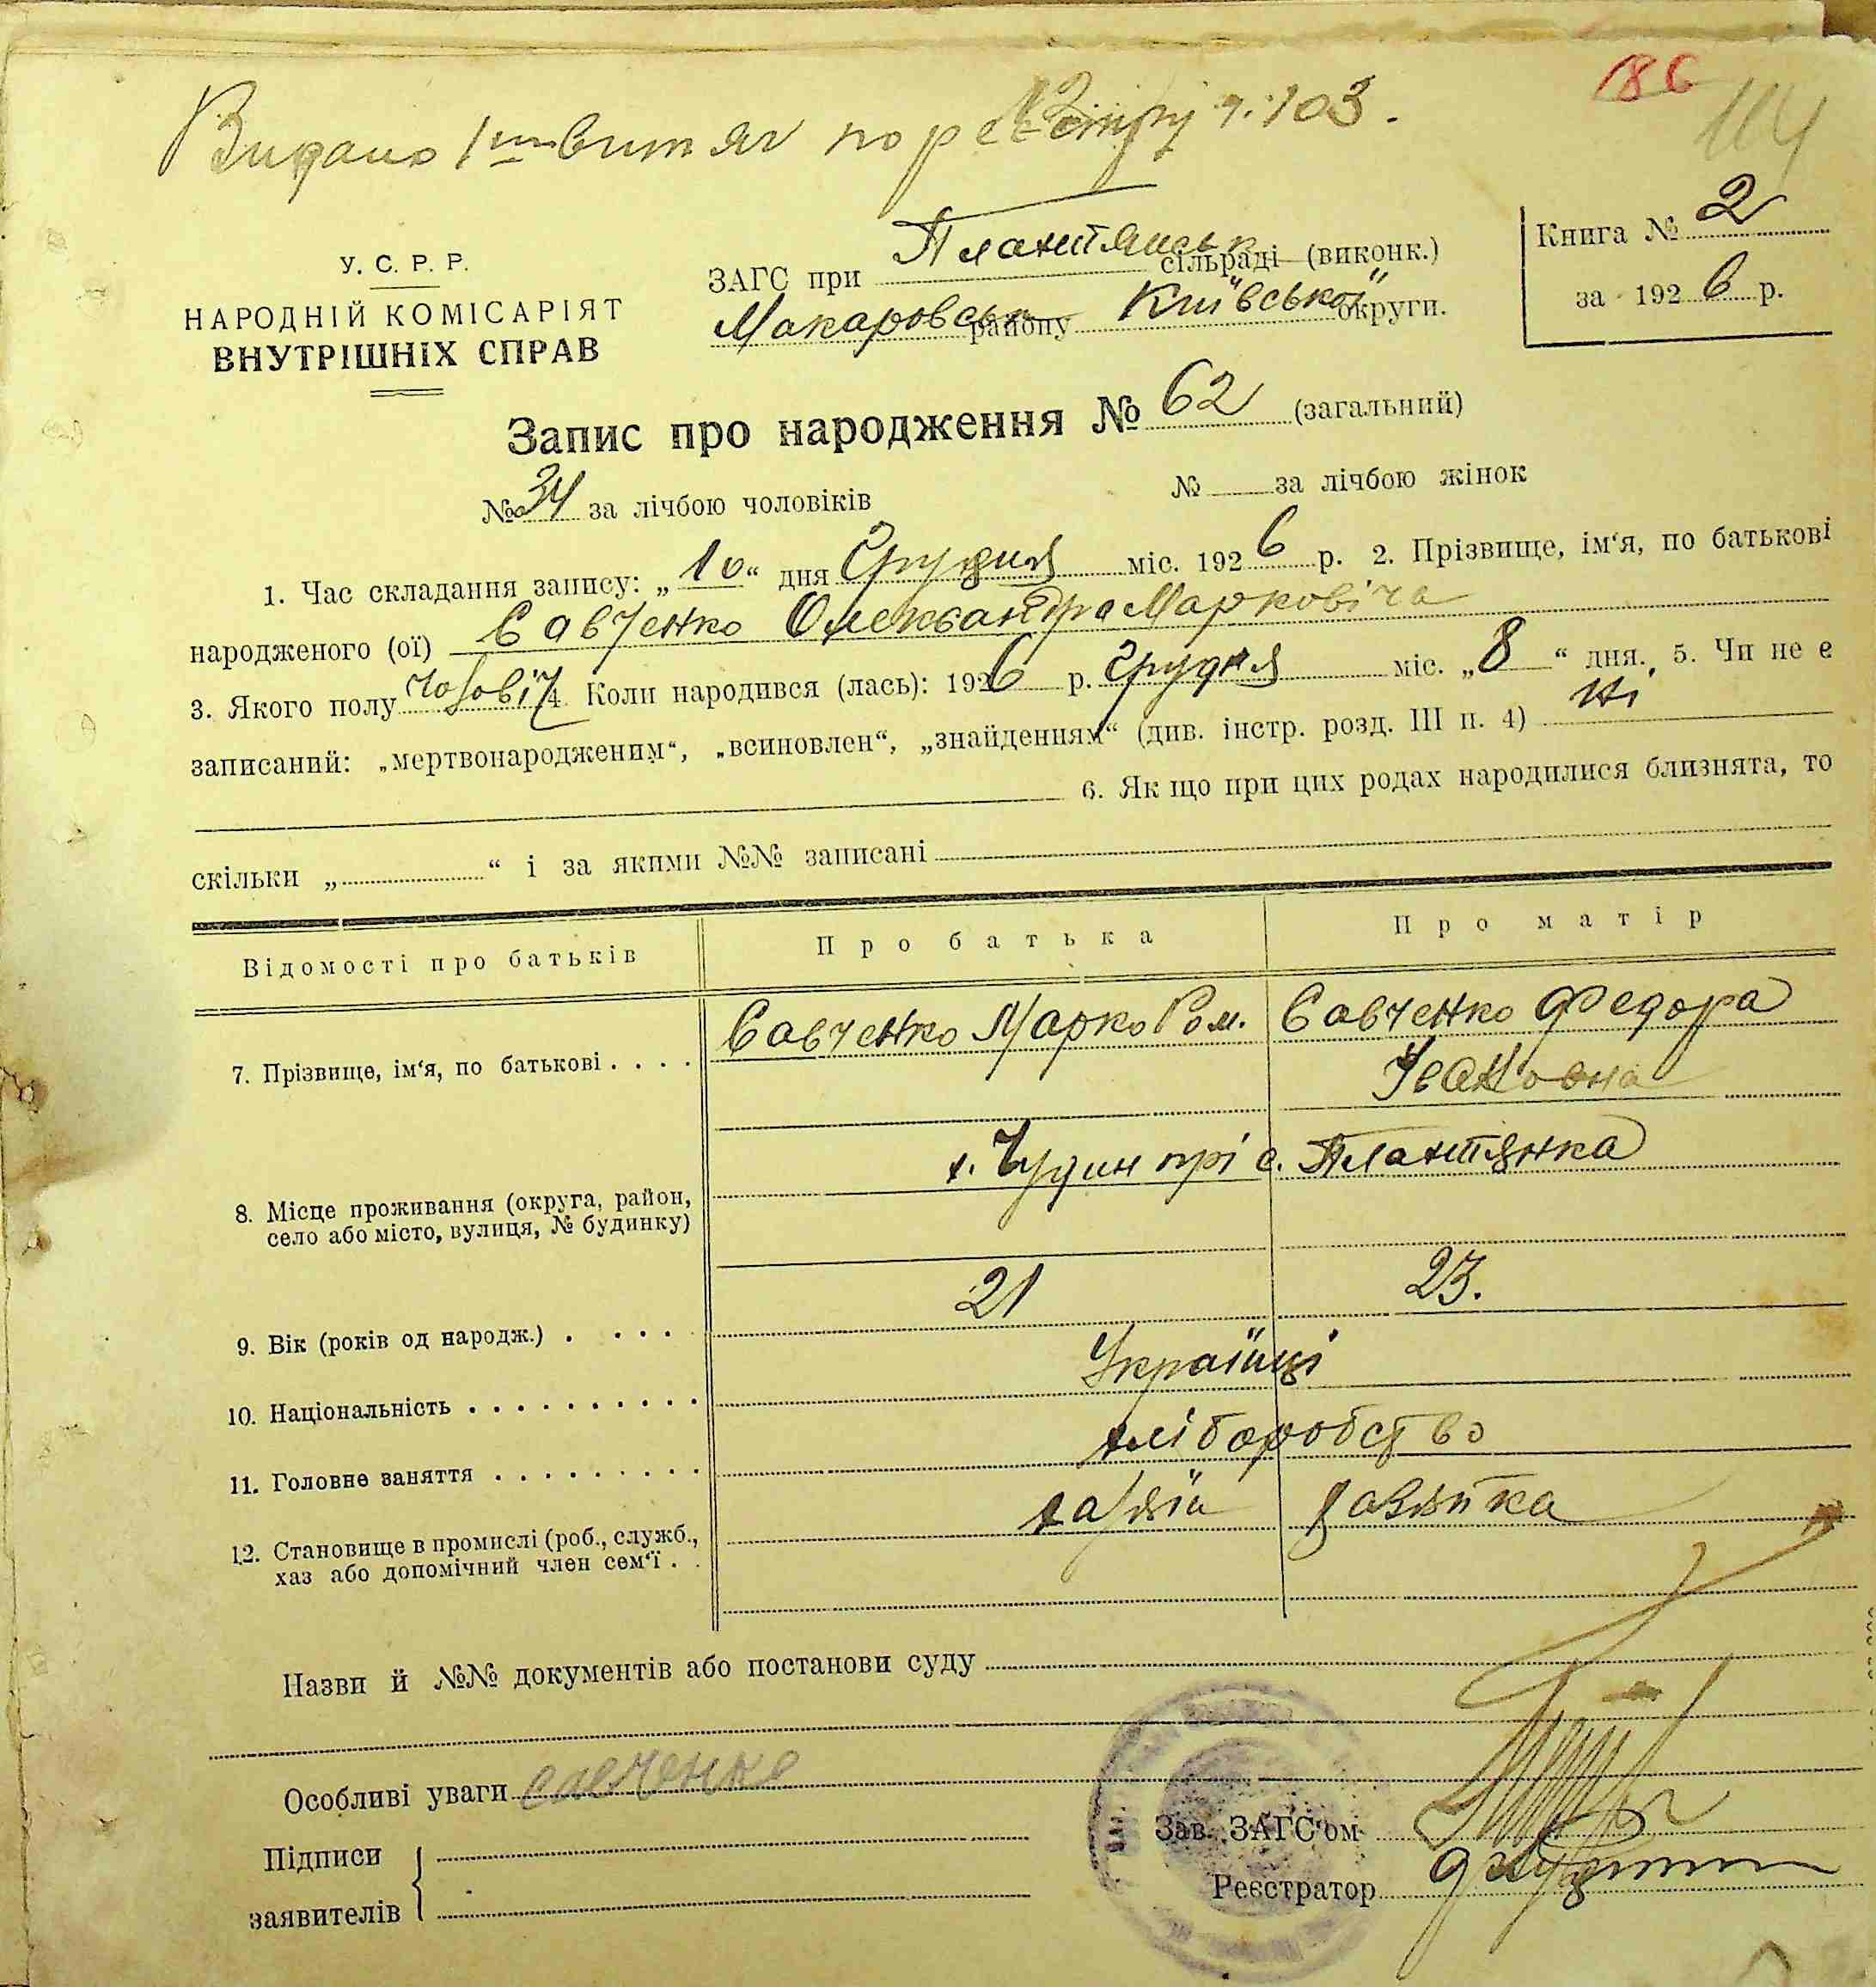 186
114
Видано 1ш витяг по реєстру ч. 103.
У. С. Р. Р.
НАРОДНІЙ КОМІСАРІЯТ
ВНУТРІШНІХ СПРАВ
ЗАГС при Плахтянськ сільраді (виконк.)
Макаровськ району Київської округи.
Книга № 2
за 1926 р.
Запис про народження № 62 (загальний)
№ 34 за лічбою чоловіків № за лічбою жінок
1. Час складання запису: „10“ дня Грудня міс. 1926 р. 2. Прізвище, ім‘я, по батькові
народженого (ої) Савченко Олександра Марковіча
3. Якого полу чоловіч 4. Коли народився (лась): 1926 р. Грудня міс. „8“ дня. 5. Чи не є
записаний: „мертвонародженим“, „всиновлен“, „знайденням“ (див. інстр. розд. III п. 4) ні
6. Як що при цих родах народилися близнята, то
скільки „ “ і за якими №№ записані
Відомості про батьків Про батька Про матір
7. Прізвище, ім‘я, по батькові . . . . Савченко Марко Ром. Савченко Федора
Івановна
х. Чудин прі с. Плахтянка
8. Місце проживання (округа, район,
село або місто, вулиця, № будинку)
9. Вік (років од народж.) . . . . . 21 23.
10. Національність . . . . . . . . . . Українці
11. Головне заняття . . . . . . . . . хліборобство
12. Становище в промислі (роб., служб.,
хаз або допомічний член сем‘ї . . хазяїн хазяйка
Назви й №№ документів або постанови суду
Особливі уваги савченко
Підписи
заявителів
Зав. ЗАГС‘ом
Реєстратор